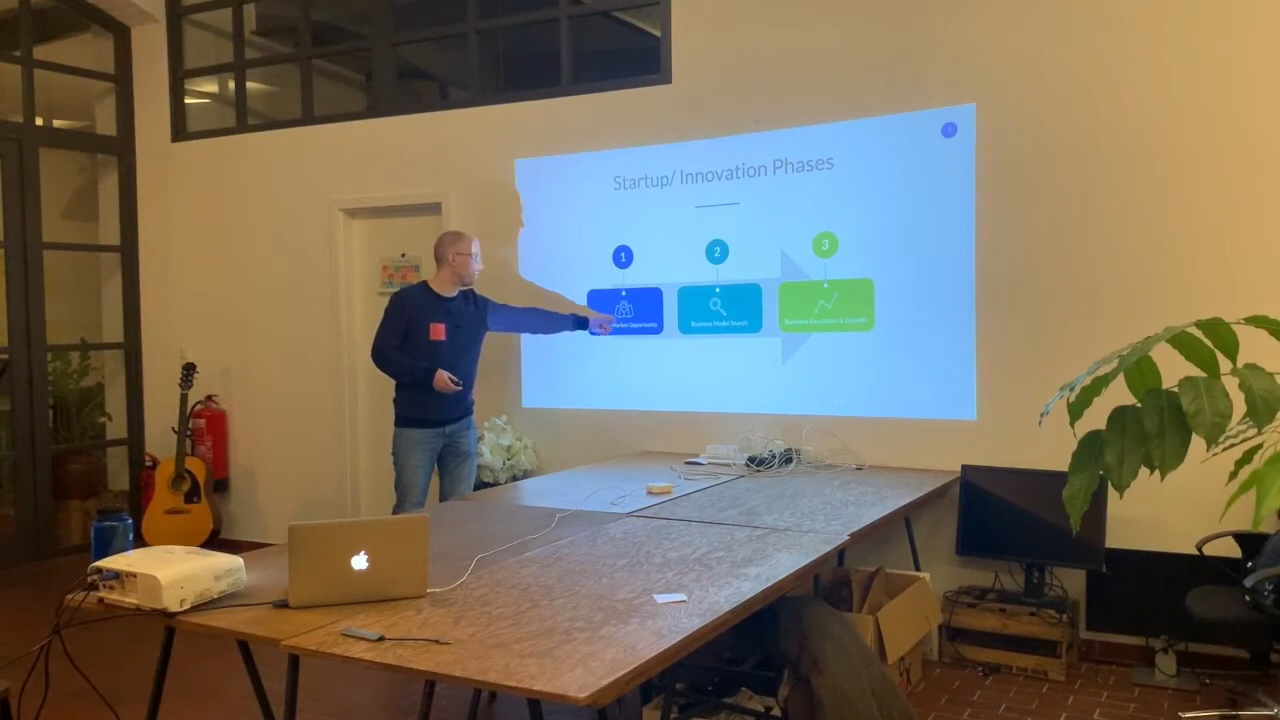 Startup/ Innovation Phases
1
2
3
Market Opportunity
Business Model Search
Business Execution & Growth